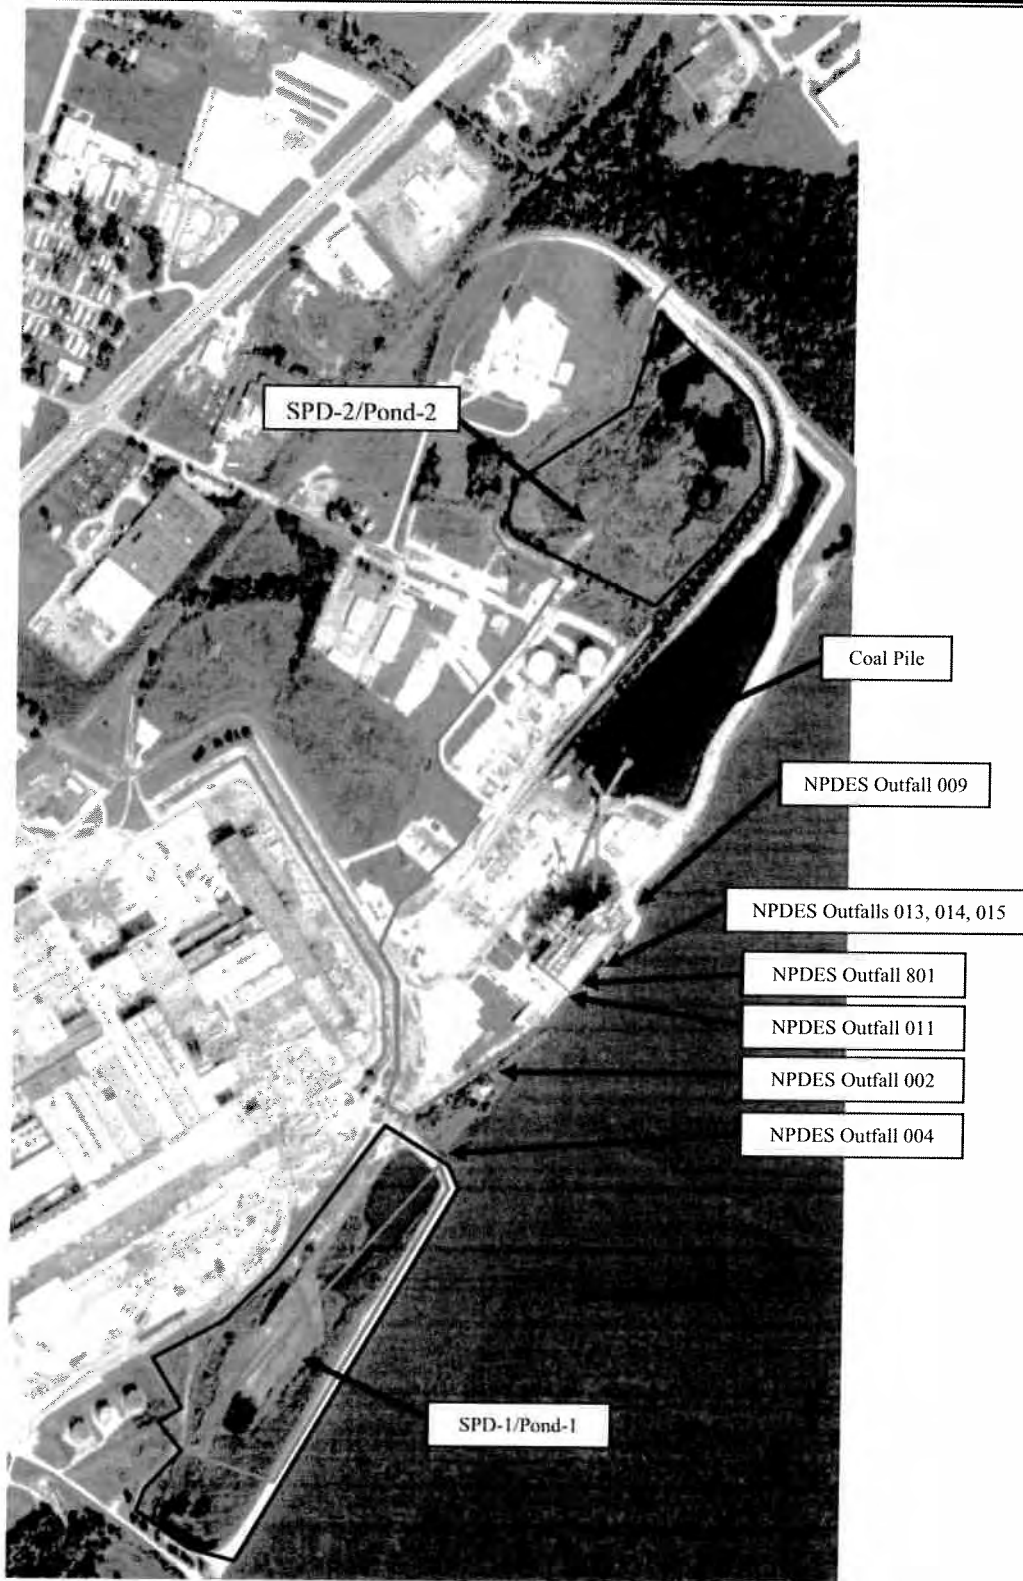 SPD-2/Pond-2
Coal Pile
NPDES Outfall 009
NPDES Outfalls 013, 014, 015
NPDES Outfall 801
NPDES Outfall 011
NPDES Outfall 002
NPDES Outfall 004
SPD-1/Pond-1